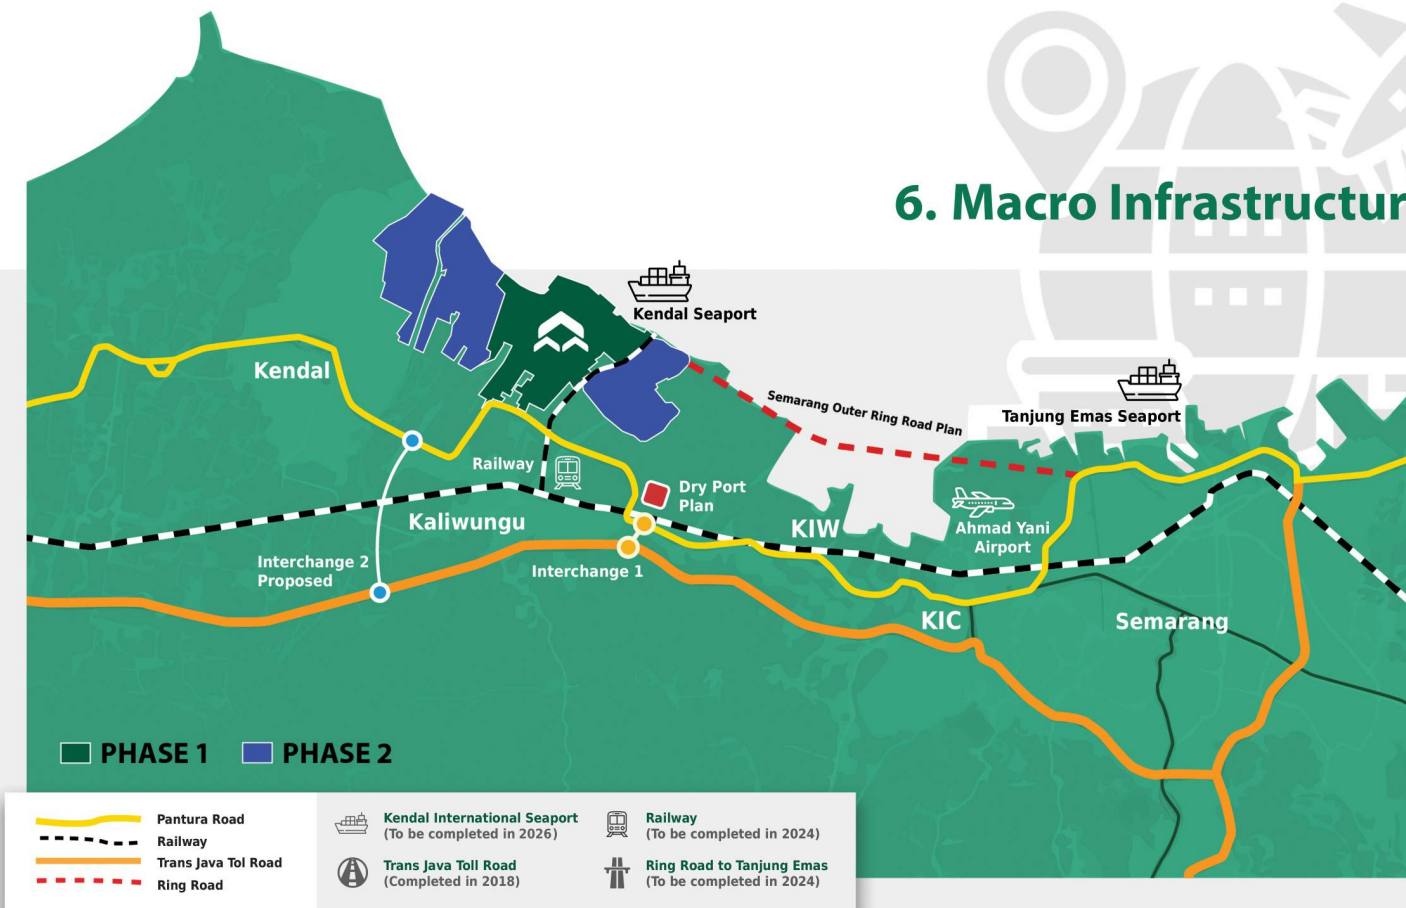 6. Macro Infrastructur
Kendal Seaport
Kendal
Semarang Outer Ring Road Plan
Tanjung Emas Seaport
Railway
Dry Port
Plan
Kaliwungu
KIW
Ahmad Yani
Airport
Interchange 2
Proposed
Interchange 1
KIC
Semarang
PHASE 1
PHASE 2
Pantura Road
Railway
Trans Java Tol Road
Ring Road
Kendal International Seaport
(To be completed in 2026)
Trans Java Toll Road
(Completed in 2018)
Railway
(To be completed in 2024)
Ring Road to Tanjung Emas
(To be completed in 2024)